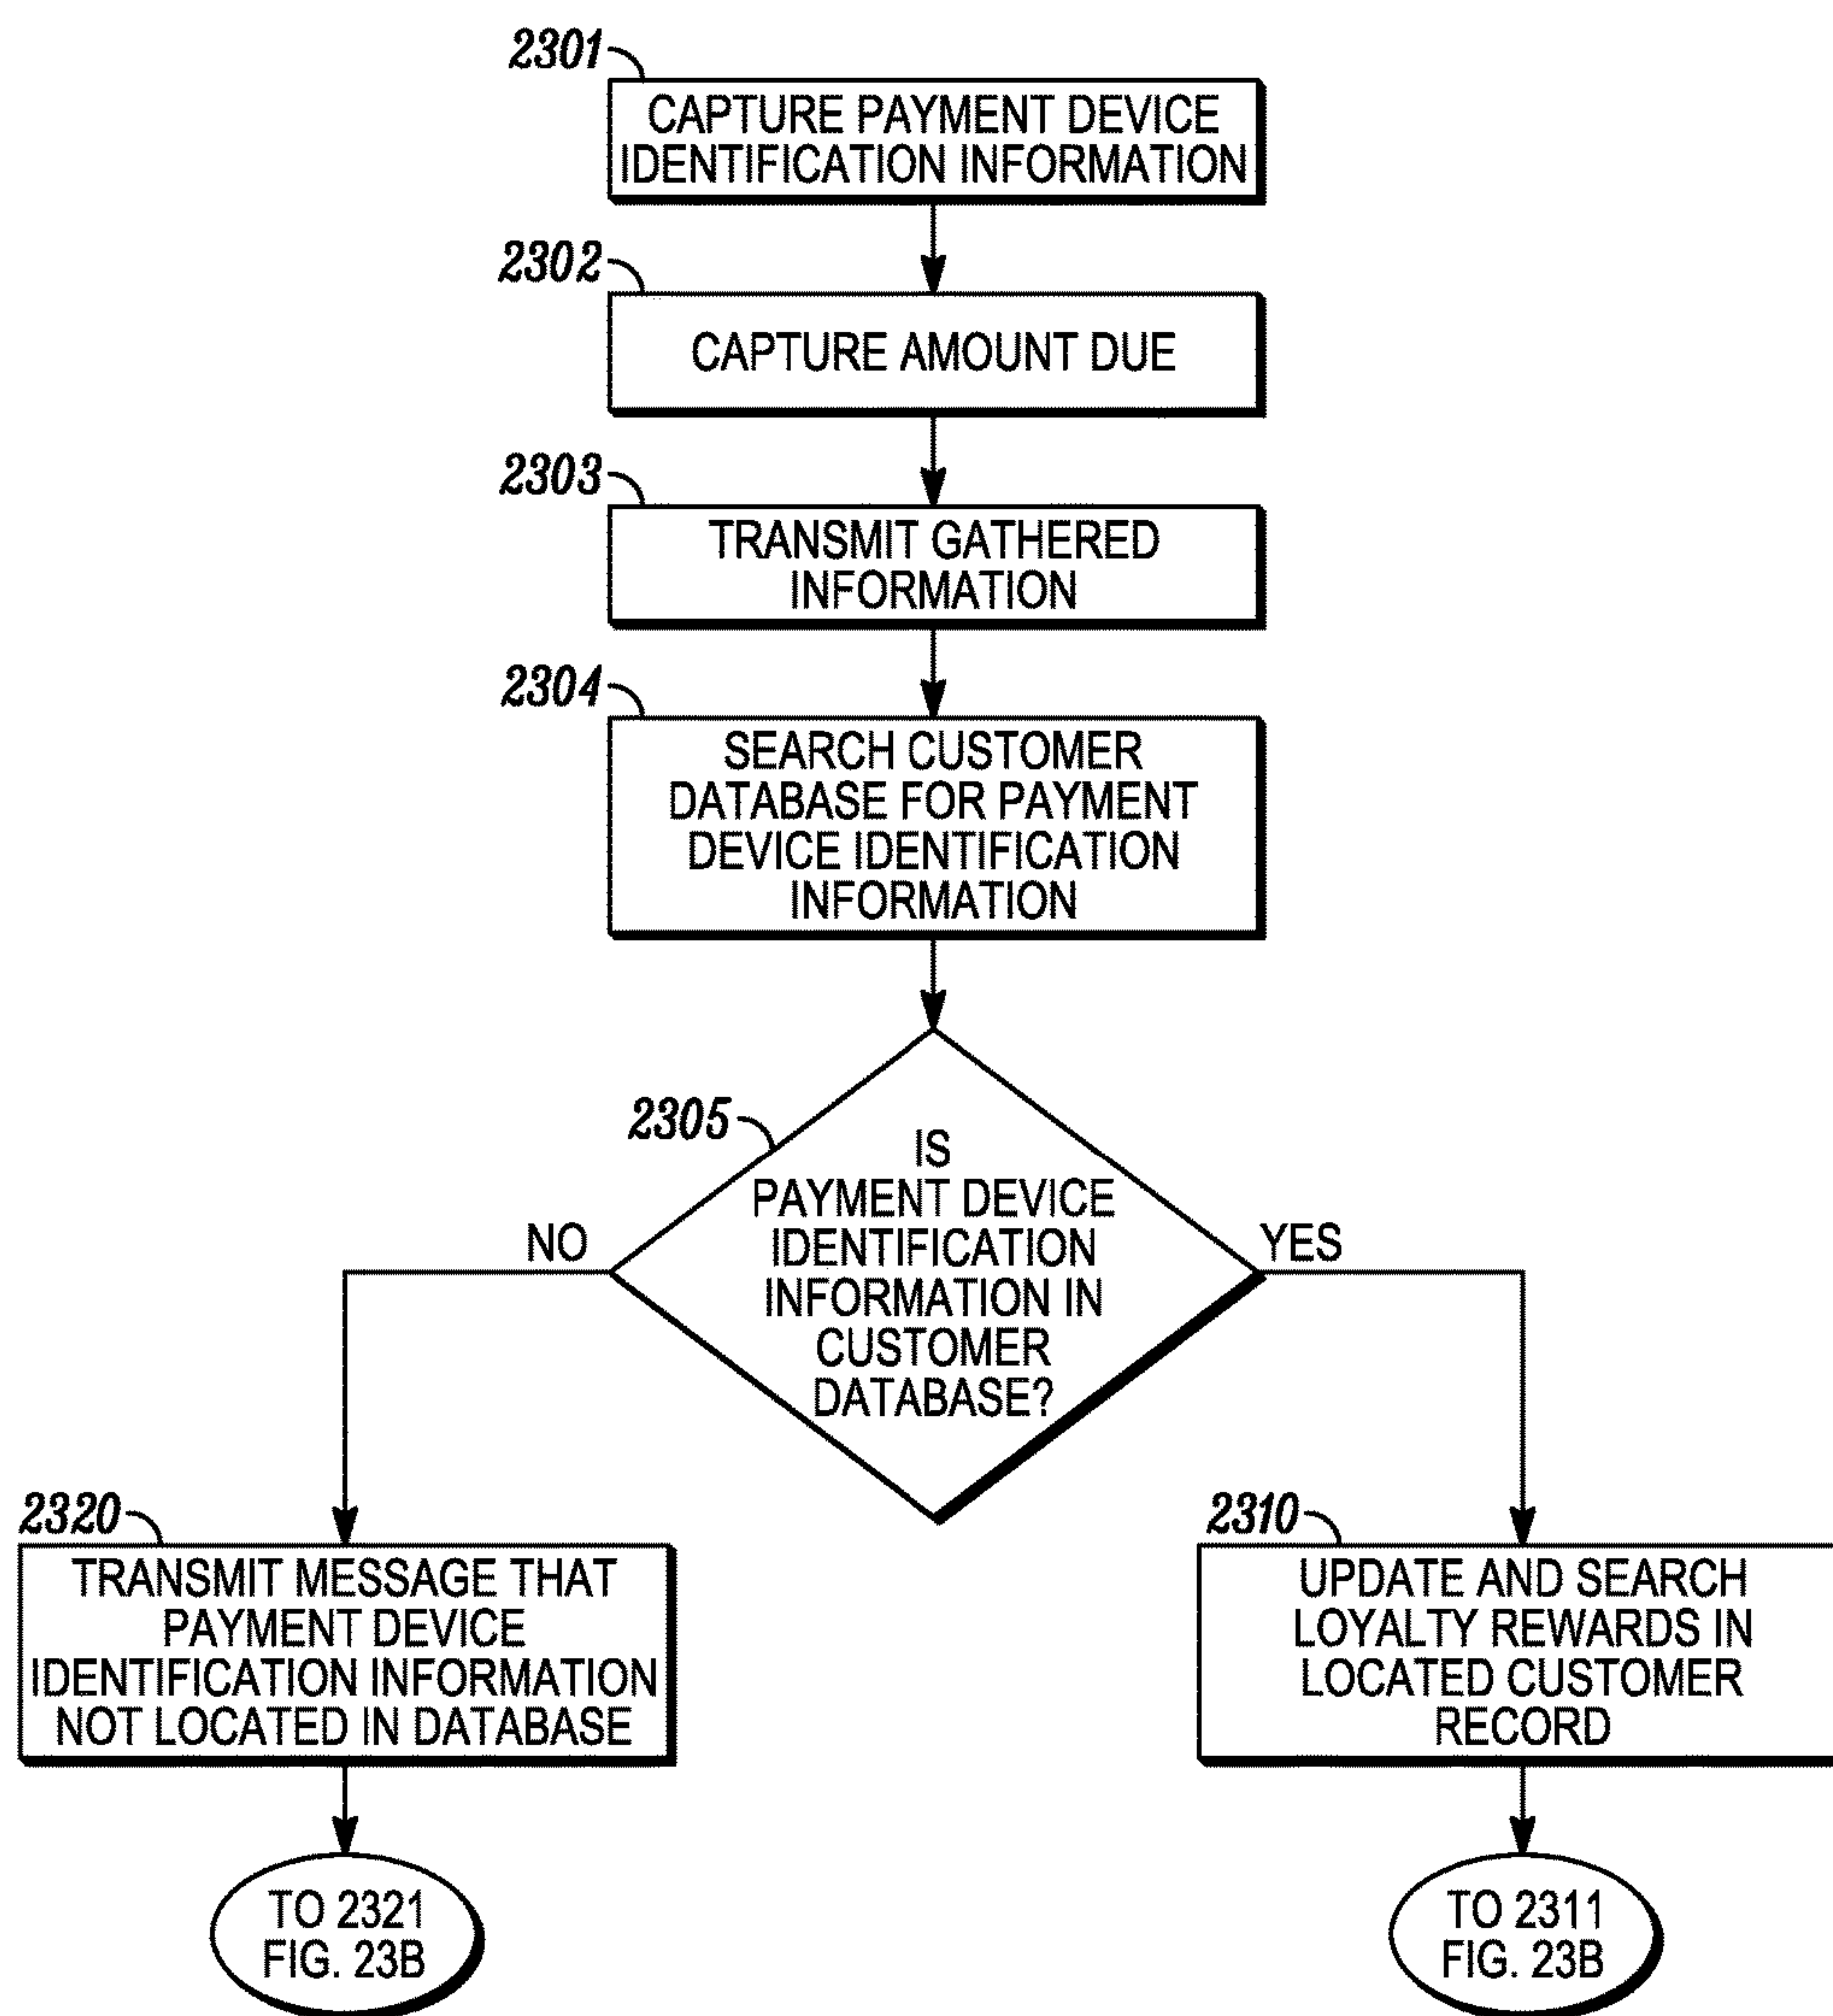 2301
CAPTURE PAYMENT DEVICE
IDENTIFICATION INFORMATION
2302
CAPTURE AMOUNT DUE
2303
TRANSMIT GATHERED
INFORMATION
2304
SEARCH CUSTOMER
DATABASE FOR PAYMENT
DEVICE IDENTIFICATION
INFORMATION
2305
IS
PAYMENT DEVICE
IDENTIFICATION
INFORMATION IN
CUSTOMER
DATABASE?
NO
YES
2320
TRANSMIT MESSAGE THAT
PAYMENT DEVICE
IDENTIFICATION INFORMATION
NOT LOCATED IN DATABASE
TO 2321
FIG. 23B
2310
UPDATE AND SEARCH
LOYALTY REWARDS IN
LOCATED CUSTOMER
RECORD
TO 2311
FIG. 23B